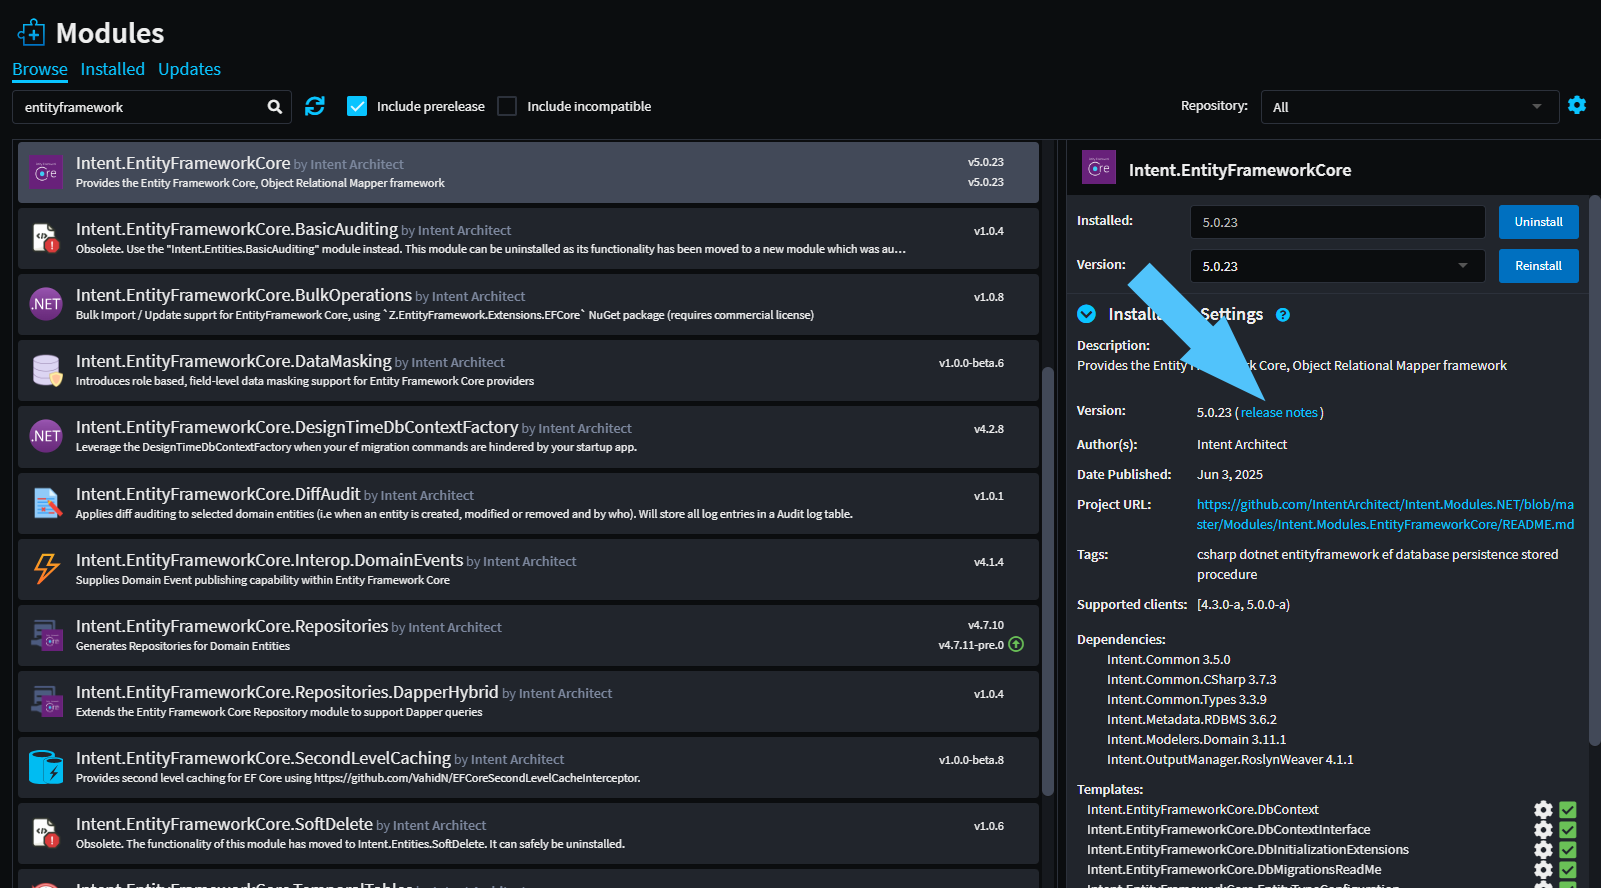 Modules
Browse Installed Updates
entityframework
Include prerelease
Include incompatible
Repository: All
Intent.EntityFrameworkCore by Intent Architect
v5.0.23
Provides the Entity Framework Core, Object Relational Mapper framework
v5.0.23
Intent.EntityFrameworkCore.BasicAuditing by Intent Architect
v1.0.4
Obsolete. Use the "Intent.Entities.BasicAuditing" module instead. This module can be uninstalled as its functionality has been moved to a new module which was au...
.NET
Intent.EntityFrameworkCore.BulkOperations by Intent Architect
v1.0.8
Bulk Import / Update supprt for EntityFramework Core, using `Z.EntityFramework.Extensions.EFCore` NuGet package (requires commercial license)
Intent.EntityFrameworkCore.DataMasking by Intent Architect
v1.0.0-beta.6
Introduces role based, field-level data masking support for Entity Framework Core providers
.NET
Intent.EntityFrameworkCore.DesignTimeDbContextFactory by Intent Architect
v4.2.8
Leverage the DesignTimeDbContextFactory when your ef migration commands are hindered by your startup app.
Intent.EntityFrameworkCore.DiffAudit by Intent Architect
v1.0.1
Applies diff auditing to selected domain entities (i.e when an entity is created, modified or removed and by who). Will store all log entries in a Audit log table.
Intent.EntityFrameworkCore.Interop.DomainEvents by Intent Architect
v4.1.4
Supplies Domain Event publishing capability within Entity Framework Core
Intent.EntityFrameworkCore.Repositories by Intent Architect
v4.7.10
Generates Repositories for Domain Entities
v4.7.11-pre.0
Intent.EntityFrameworkCore.Repositories.DapperHybrid by Intent Architect
v1.0.4
Extends the Entity Framework Core Repository module to support Dapper queries
Intent.EntityFrameworkCore.SecondLevelCaching by Intent Architect
v1.0.0-beta.8
Provides second level caching for EF Core using https://github.com/VahidN/EFCoreSecondLevelCacheInterceptor.
Intent.EntityFrameworkCore.SoftDelete by Intent Architect
v1.0.6
Obsolete. The functionality of this module has moved to Intent.Entities.SoftDelete. It can safely be uninstalled.
Core
Intent.EntityFrameworkCore
Installed: 5.0.23 Uninstall
Version: 5.0.23 Reinstall
Settings
Description:
Provides the Entity Core, Object Relational Mapper framework
Version: 5.0.23 (release notes)
Author(s): Intent Architect
Date Published: Jun 3, 2025
Project URL: https://github.com/IntentArchitect/Intent.Modules.NET/blob/ma
ster/Modules/Intent.Modules.EntityFrameworkCore/README.md
Tags: csharp dotnet entityframework ef database persistence stored
procedure
Supported clients: [4.3.0-a, 5.0.0-a)
Dependencies:
Intent.Common 3.5.0
Intent.Common.CSharp 3.7.3
Intent.Common.Types 3.3.9
Intent.Metadata.RDBMS 3.6.2
Intent.Modelers.Domain 3.11.1
Intent.OutputManager.RoslynWeaver 4.1.1
Templates:
Intent.EntityFrameworkCore.DbContext
Intent.EntityFrameworkCore.DbContextInterface
Intent.EntityFrameworkCore.DbInitializationExtensions
Intent.EntityFrameworkCore.DbMigrationsReadMe